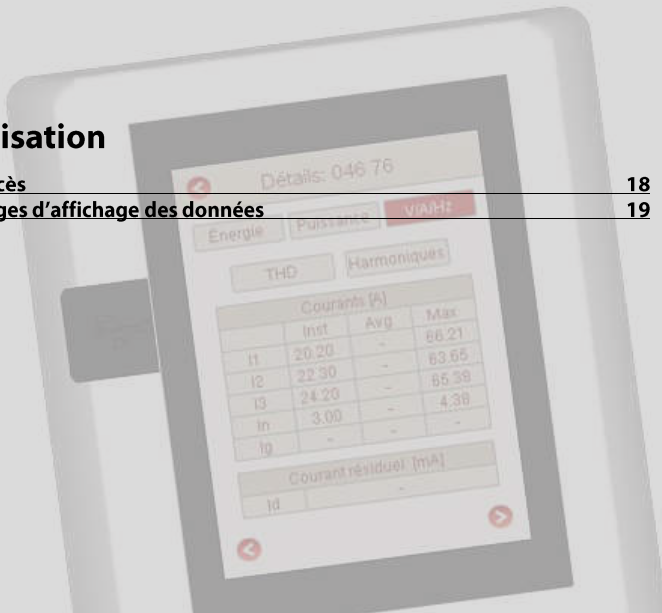 isation
cès 18
ges d’affichage des données 19
Détails: 046 76
Energie Puissance V/A/Hz
THD Harmoniques
Courants [A]
Inst Avg Max
I1 20.20 - 66.21
I2 22.30 - 63.65
I3 24.20 - 65.38
In 3.00 - 4.38
Ig - - -
Courant résiduel [mA]
Id -